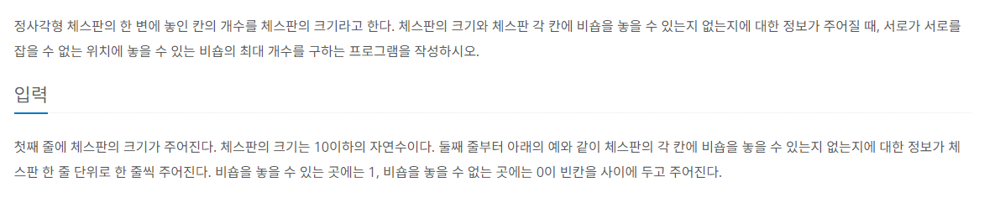 정사각형 체스판의 한 변에 놓인 칸의 개수를 체스판의 크기라고 한다. 체스판의 크기와 체스판 각 칸에 비숍을 놓을 수 있는지 없는지에 대한 정보가 주어질 때, 서로가 서로를
잡을 수 없는 위치에 놓을 수 있는 비숍의 최대 개수를 구하는 프로그램을 작성하시오.
입력
첫째 줄에 체스판의 크기가 주어진다. 체스판의 크기는 10이하의 자연수이다. 둘째 줄부터 아래의 예와 같이 체스판의 각 칸에 비숍을 놓을 수 있는지 없는지에 대한 정보가 체
스판 한 줄 단위로 한 줄씩 주어진다. 비숍을 놓을 수 있는 곳에는 1, 비숍을 놓을 수 없는 곳에는 0이 빈칸을 사이에 두고 주어진다.